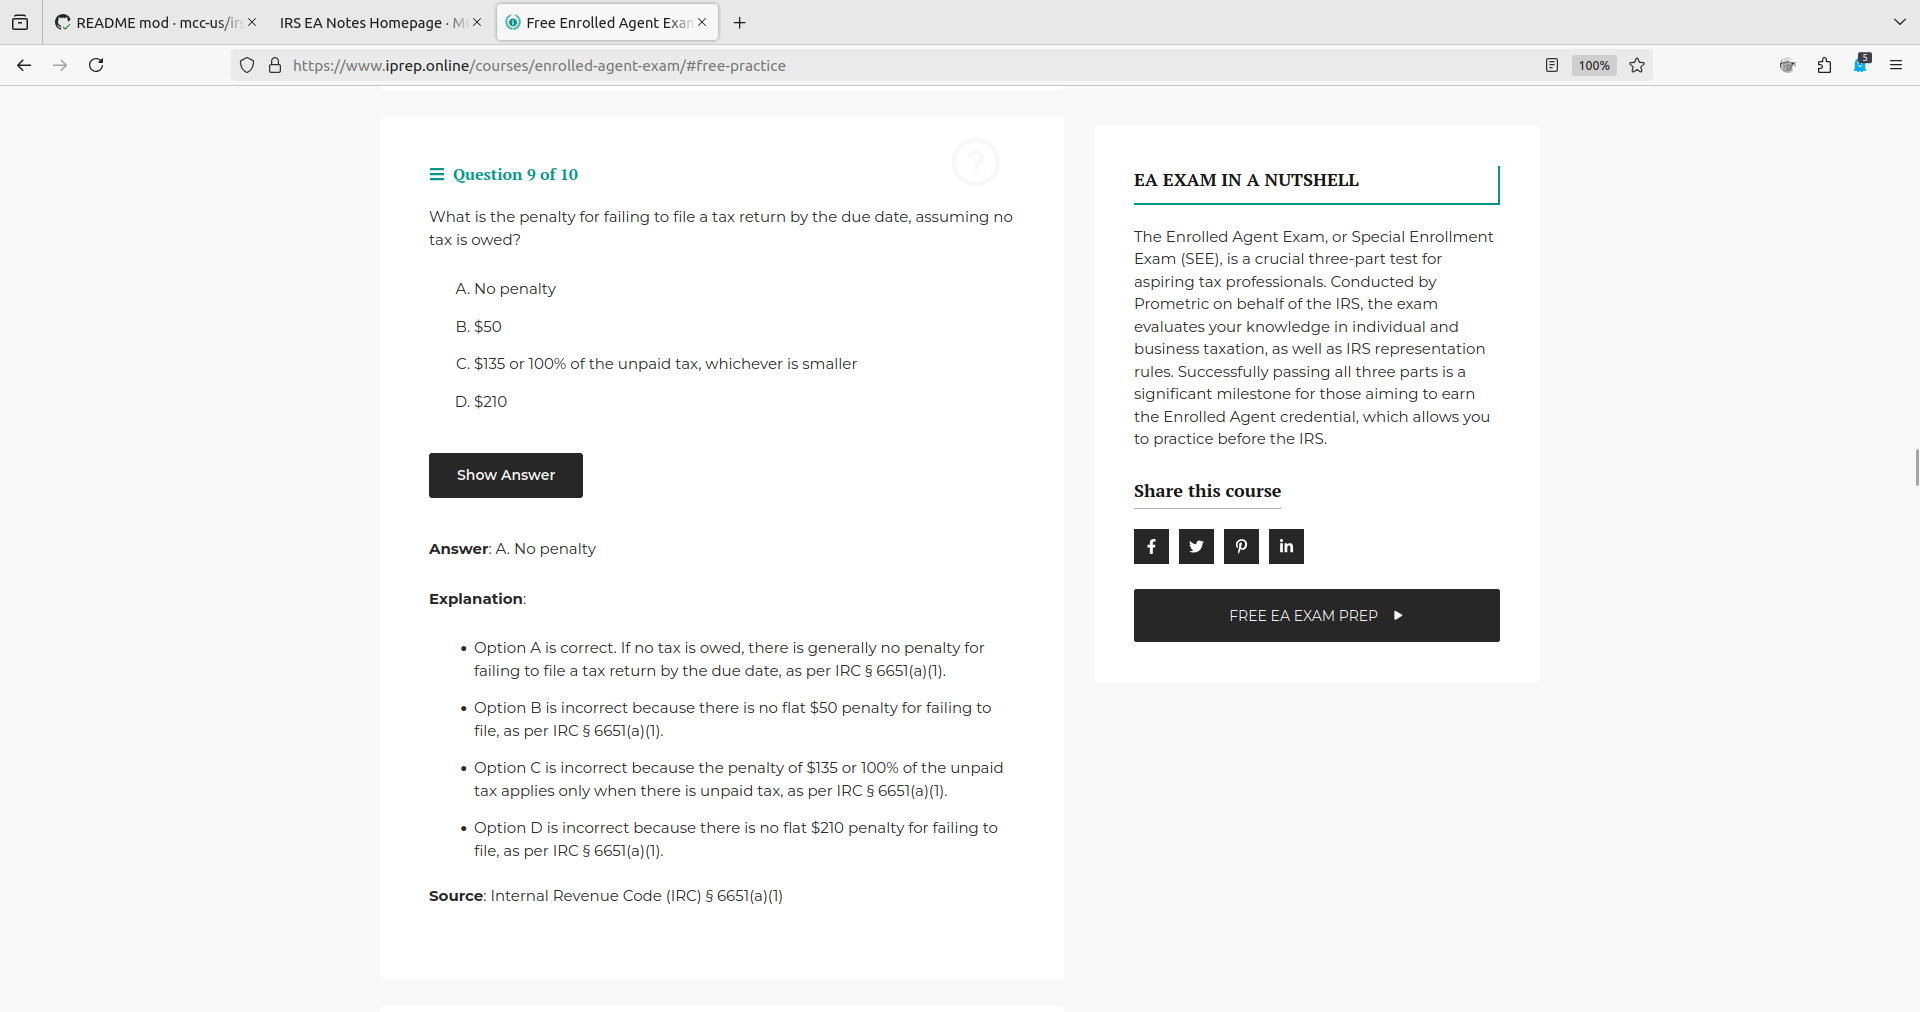 README mod · mcc-us/irs
IRS EA Notes Homepage · MC
Free Enrolled Agent Exam
https://www.iprep.online/courses/enrolled-agent-exam/#free-practice
100%
5
Question 9 of 10
What is the penalty for failing to file a tax return by the due date, assuming no
tax is owed?
A. No penalty
B. $50
C. $135 or 100% of the unpaid tax, whichever is smaller
D. $210
Show Answer
Answer: A. No penalty
Explanation:
Option A is correct. If no tax is owed, there is generally no penalty for
failing to file a tax return by the due date, as per IRC § 6651(a)(1).
Option B is incorrect because there is no flat $50 penalty for failing to
file, as per IRC § 6651(a)(1).
Option C is incorrect because the penalty of $135 or 100% of the unpaid
tax applies only when there is unpaid tax, as per IRC § 6651(a)(1).
Option D is incorrect because there is no flat $210 penalty for failing to
file, as per IRC § 6651(a)(1).
Source: Internal Revenue Code (IRC) § 6651(a)(1)
EA EXAM IN A NUTSHELL
The Enrolled Agent Exam, or Special Enrollment
Exam (SEE), is a crucial three-part test for
aspiring tax professionals. Conducted by
Prometric on behalf of the IRS, the exam
evaluates your knowledge in individual and
business taxation, as well as IRS representation
rules. Successfully passing all three parts is a
significant milestone for those aiming to earn
the Enrolled Agent credential, which allows you
to practice before the IRS.
Share this course
FREE EA EXAM PREP